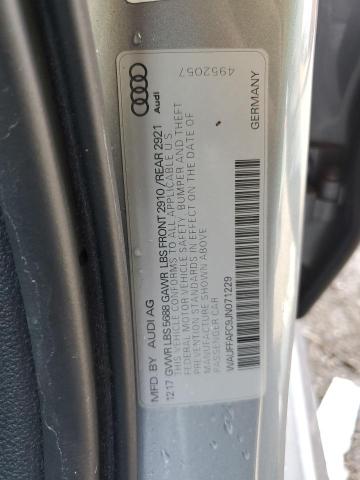 Audi
4952057
MFD. BY AUDI AG
12.17 GVWR LBS 5688 GAWR LBS FRONT 2910/REAR 2921
THIS VEHICLE CONFORMS TO ALL APPLICABLE U.S.
FEDERAL MOTOR VEHICLE SAFETY, BUMPER AND THEFT
PREVENTION STANDARDS IN EFFECT ON THE DATE OF
MANUFACTURE SHOWN ABOVE.
PASSENGER CAR
WAUFFAFC9JN071229
GERMANY